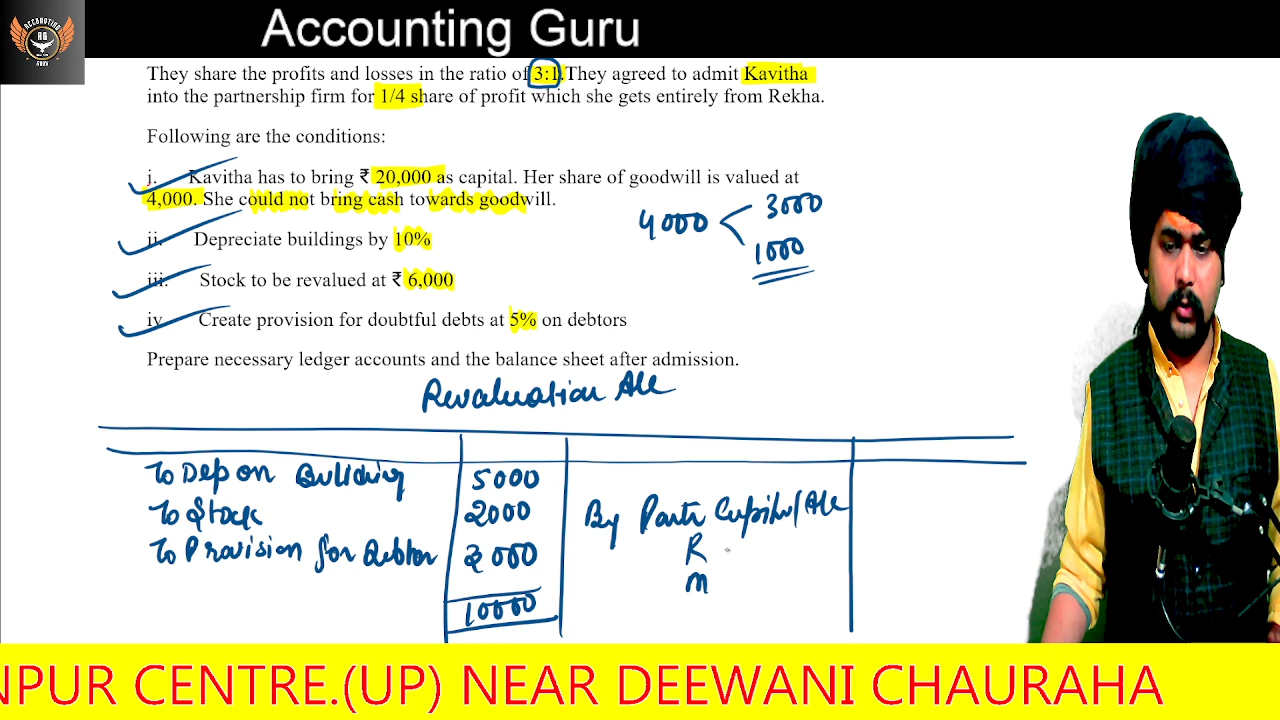 Accounting Guru
ACCOUNTING
AG
GURU
They share the profits and losses in the ratio of 3:1.They agreed to admit Kavitha
into the partnership firm for 1/4 share of profit which she gets entirely from Rekha.
Following are the conditions:
i. Kavitha has to bring ₹ 20,000 as capital. Her share of goodwill is valued at
4,000. She could not bring cash towards goodwill.
4000 < 3000
1000
ii. Depreciate buildings by 10%
iii. Stock to be revalued at ₹ 6,000
iv. Create provision for doubtful debts at 5% on debtors
Prepare necessary ledger accounts and the balance sheet after admission.
Revaluation A/c
To Dep on Building 5000
To Stock 2000 By Partn Capital A/c
To Provision for Debtor 2000 R
M
10000
NPUR CENTRE.(UP) NEAR DEEWANI CHAURAHA